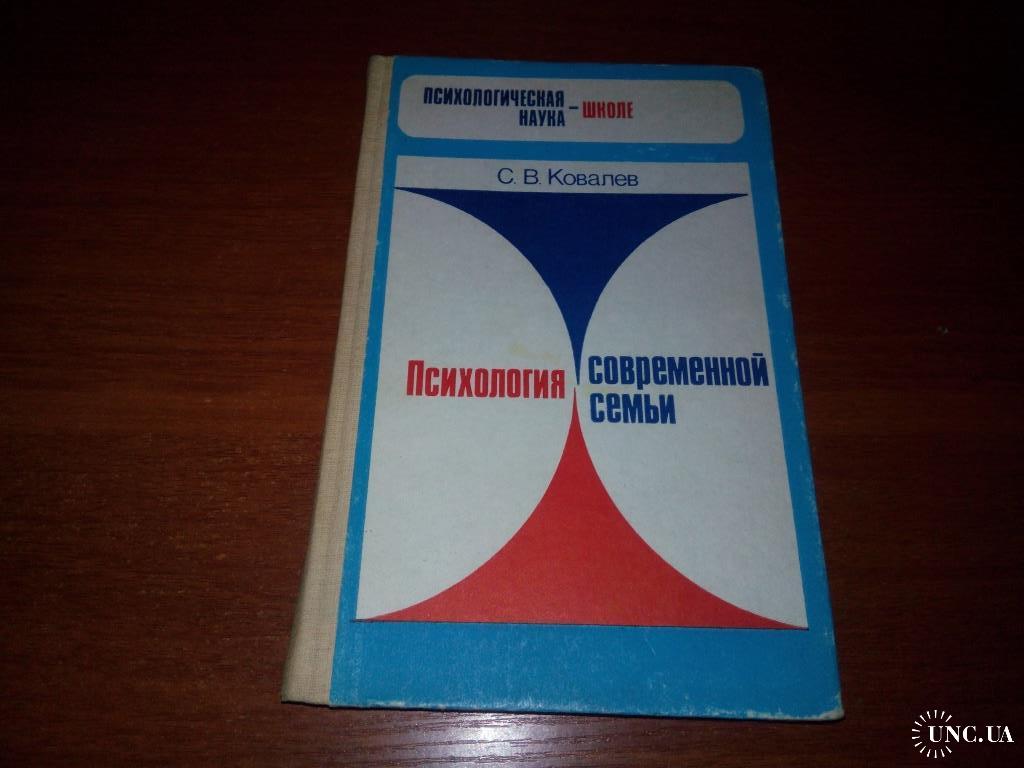 ПСИХОЛОГИЧЕСКАЯ
НАУКА – ШКОЛЕ
С. В. Ковалев
Психология
современной
семьи
UNC.UA